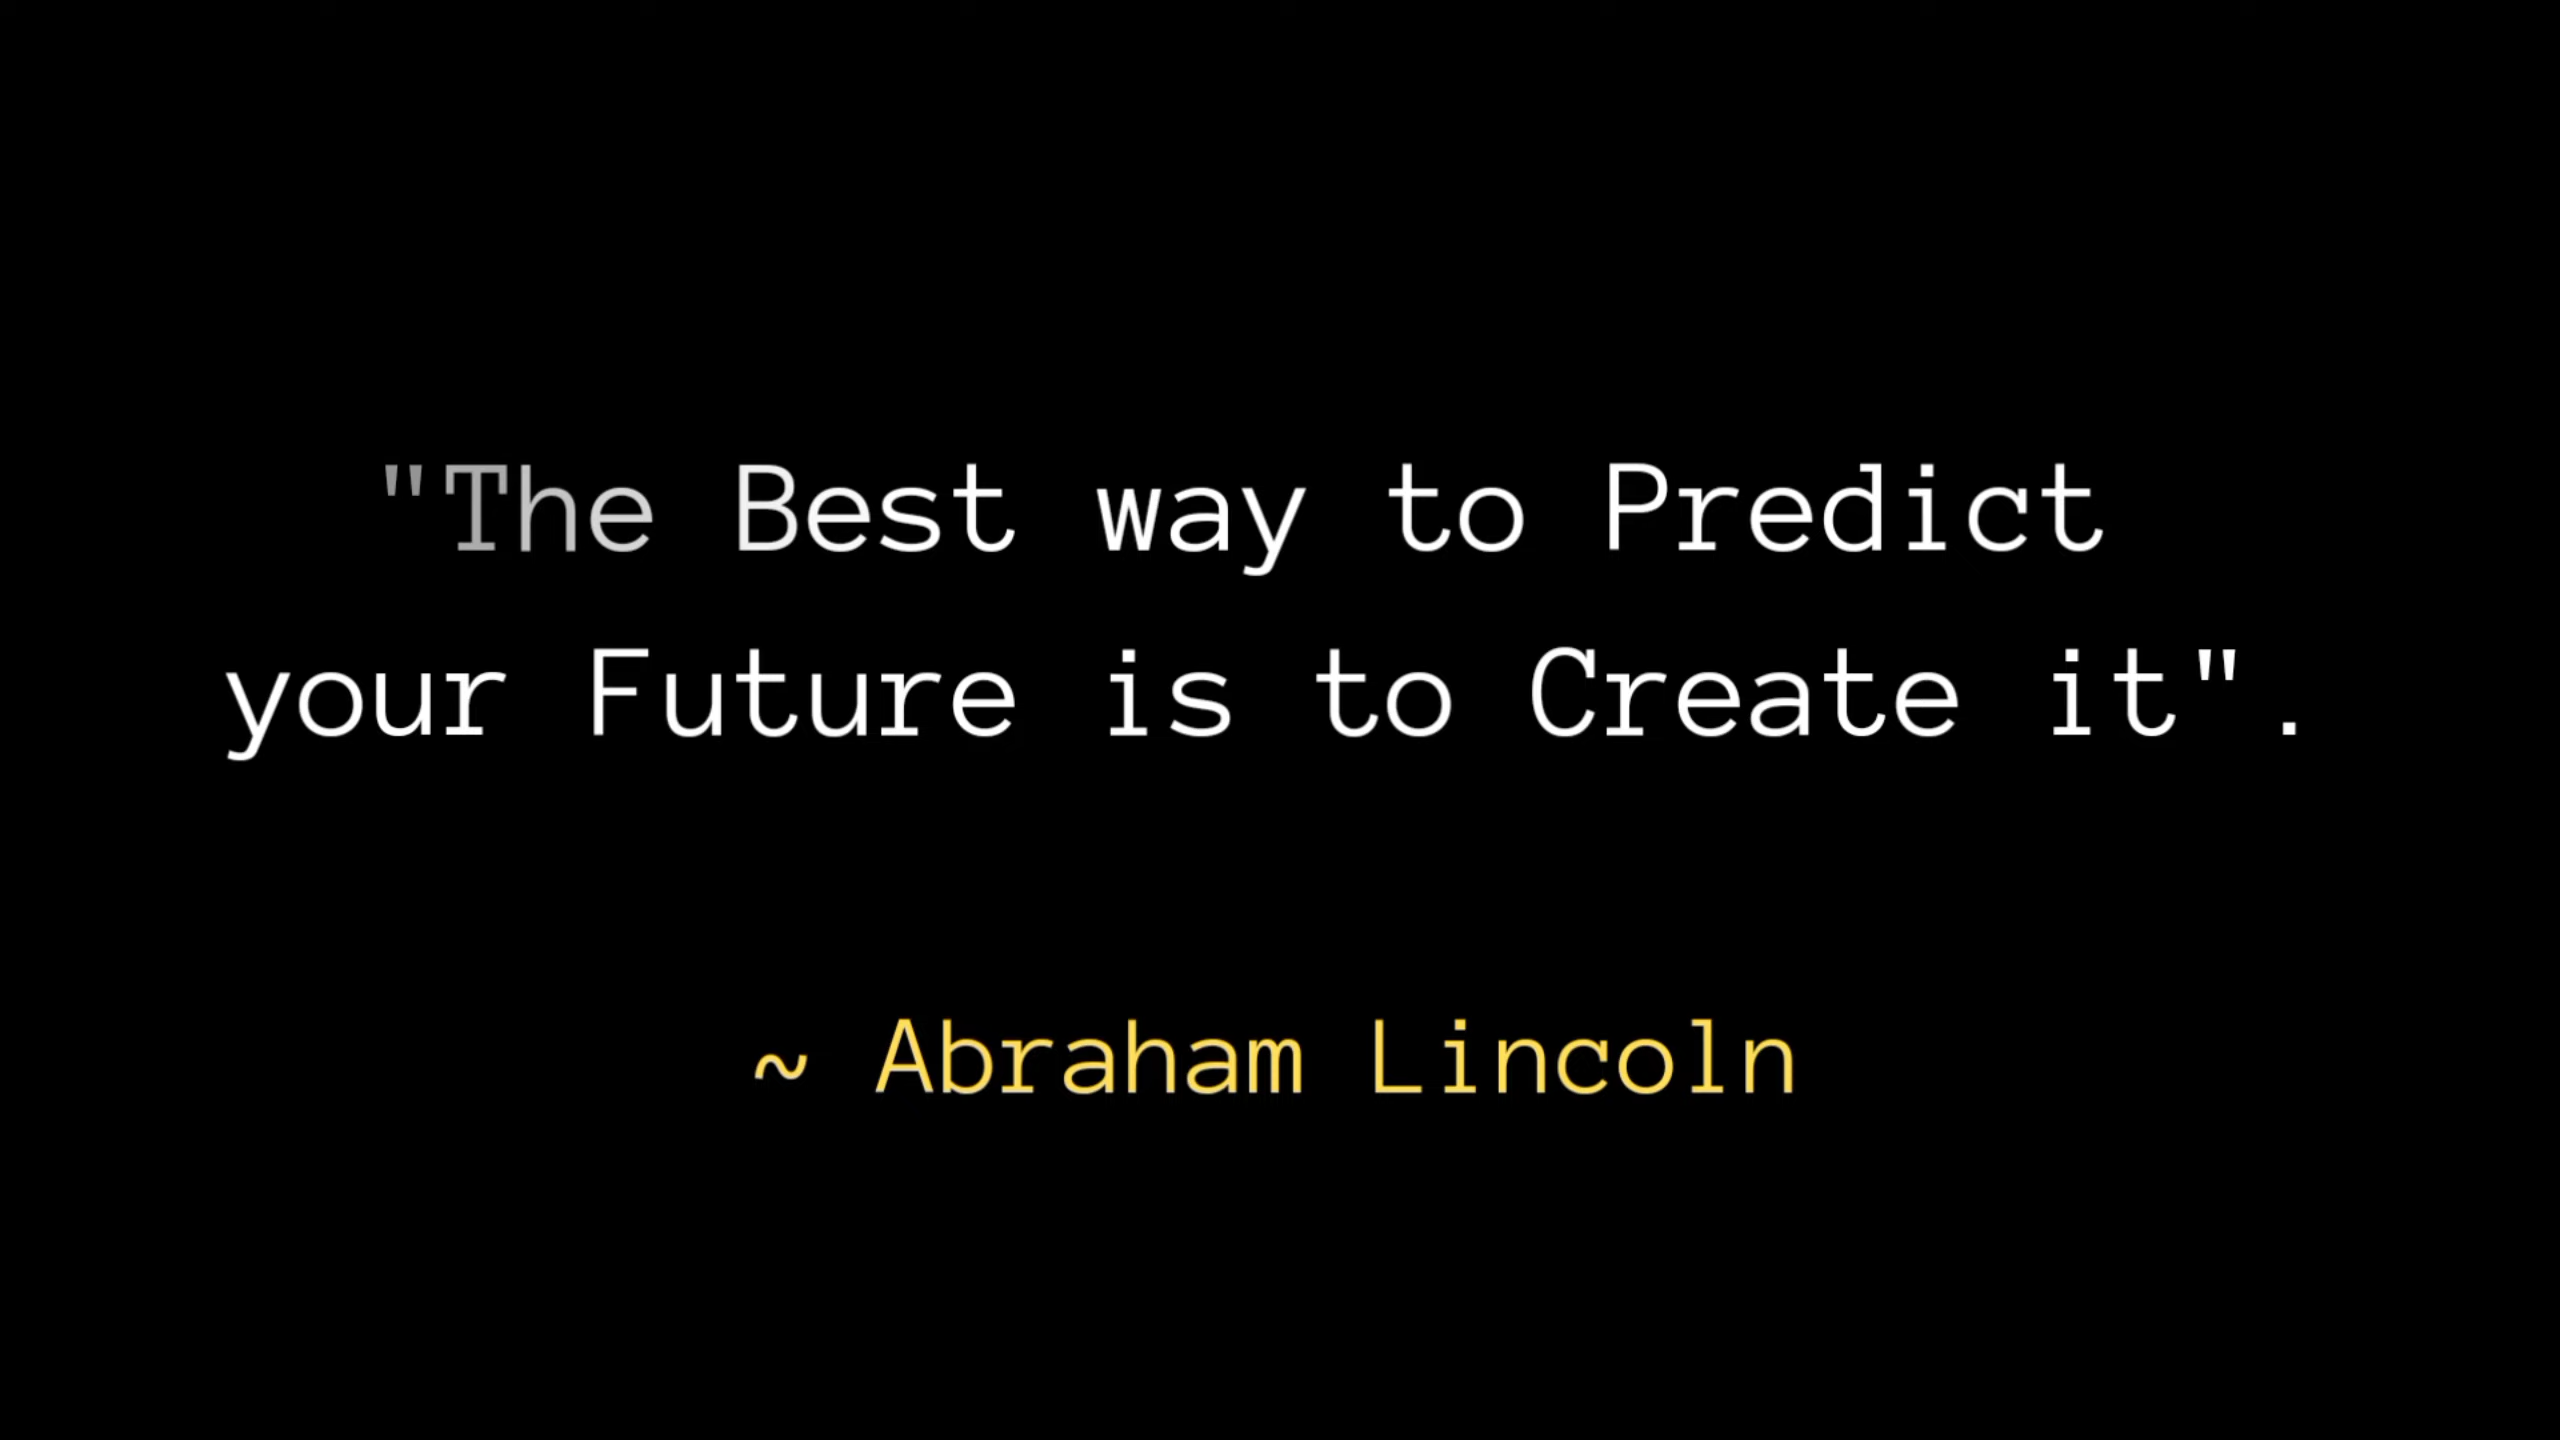 "The Best way to Predict
your Future is to Create it".
~ Abraham Lincoln